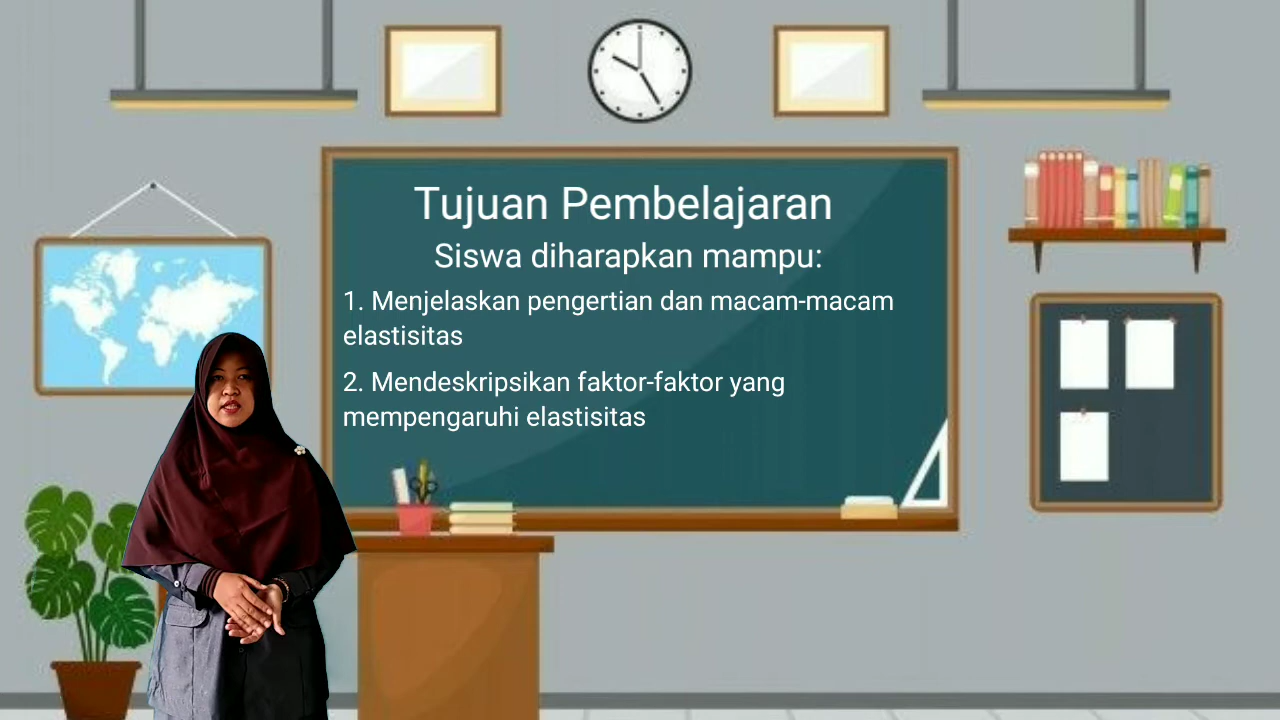 Tujuan Pembelajaran
Siswa diharapkan mampu:
1. Menjelaskan pengertian dan macam-macam
elastisitas
2. Mendeskripsikan faktor-faktor yang
mempengaruhi elastisitas